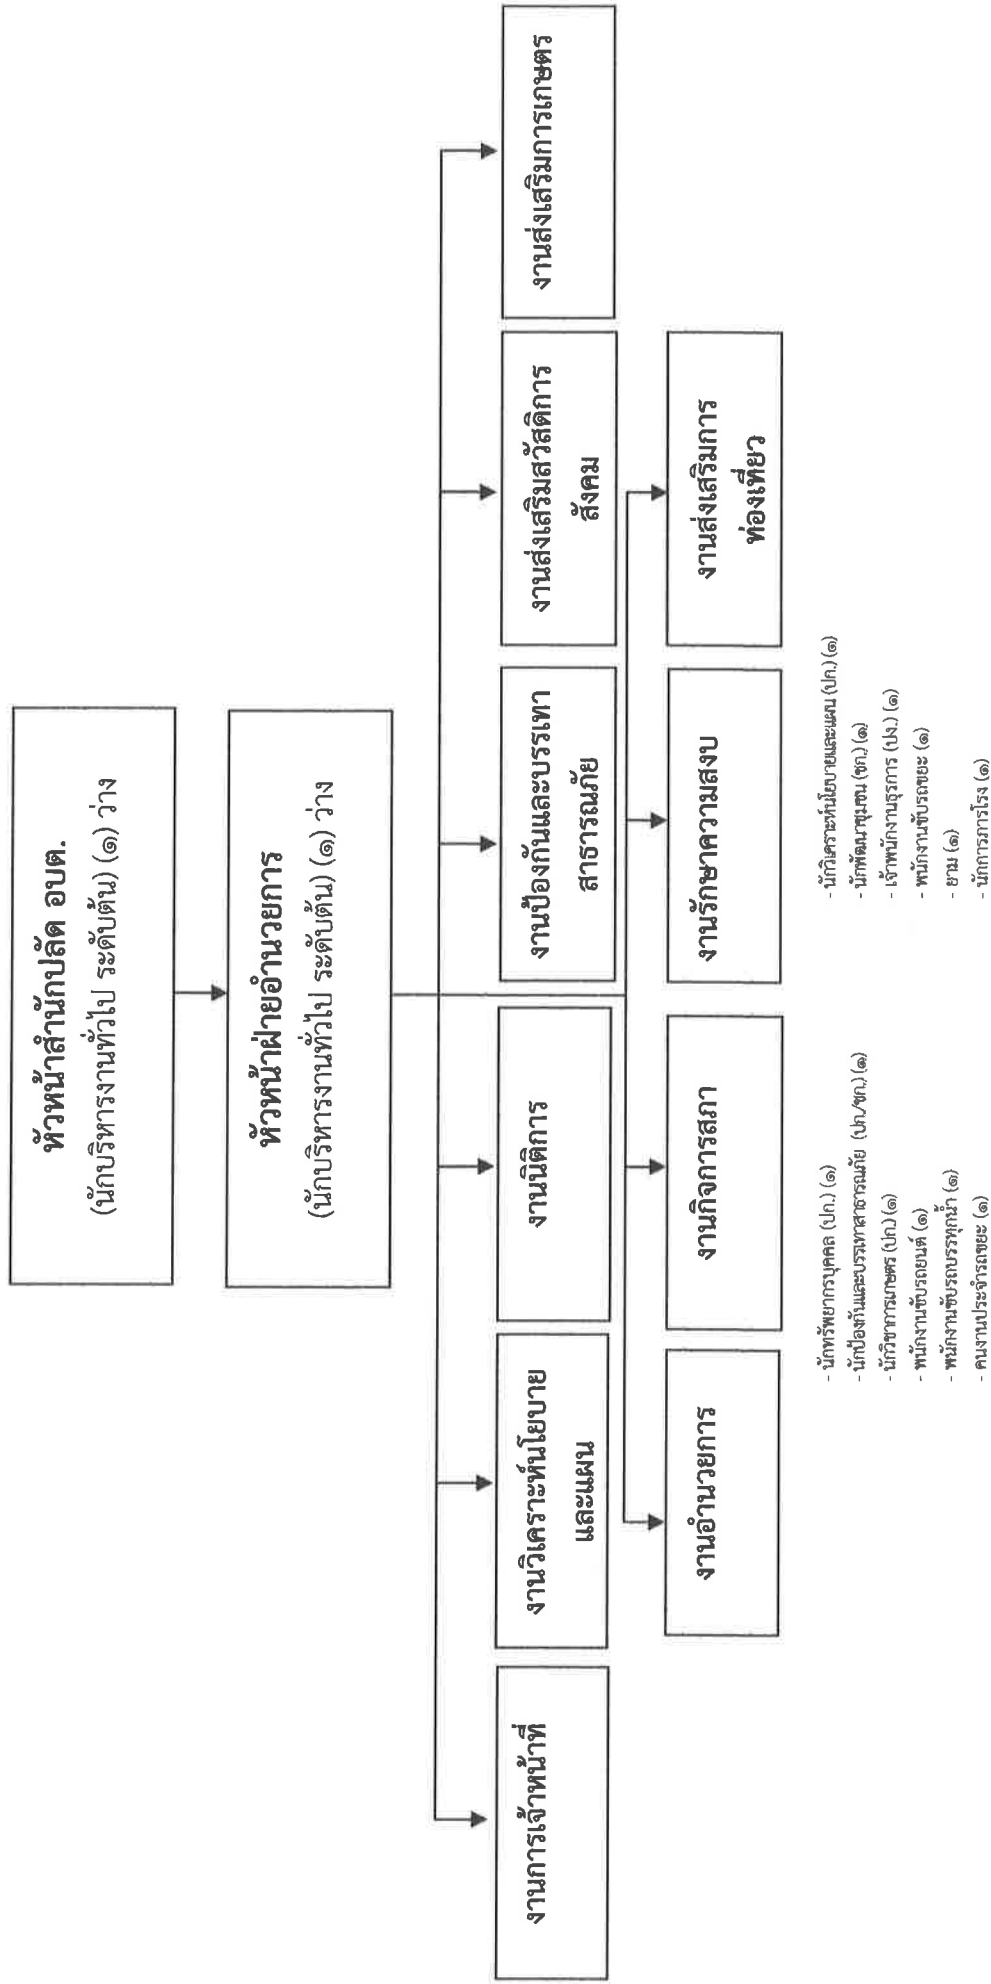 หัวหน้าสำนักปลัด อบต.
(นักบริหารงานทั่วไป ระดับต้น) (๑) ว่าง
หัวหน้าฝ่ายอำนวยการ
(นักบริหารงานทั่วไป ระดับต้น) (๑) ว่าง
งานการเจ้าหน้าที่
งานวิเคราะห์นโยบาย
และแผน
งานนิติการ
งานป้องกันและบรรเทา
สาธารณภัย
งานส่งเสริมสวัสดิการ
สังคม
งานส่งเสริมการเกษตร
งานอำนวยการ
งานกิจการสภา
งานรักษาความสงบ
งานส่งเสริมการ
ท่องเที่ยว
- นักทรัพยากรบุคคล (ปก.) (๑)
- นักป้องกันและบรรเทาสาธารณภัย (ปก./ชก.) (๑)
- นักวิชาการเกษตร (ปก.) (๑)
- พนักงานขับรถยนต์ (๑)
- พนักงานขับรถบรรทุกน้ำ (๑)
- คนงานประจำรถขยะ (๑)
- นักวิเคราะห์นโยบายและแผน (ปก.) (๑)
- นักพัฒนาชุมชน (ชก.) (๑)
- เจ้าพนักงานธุรการ (ปง.) (๑)
- พนักงานขับรถขยะ (๑)
- ยาม (๑)
- นักการภารโรง (๑)